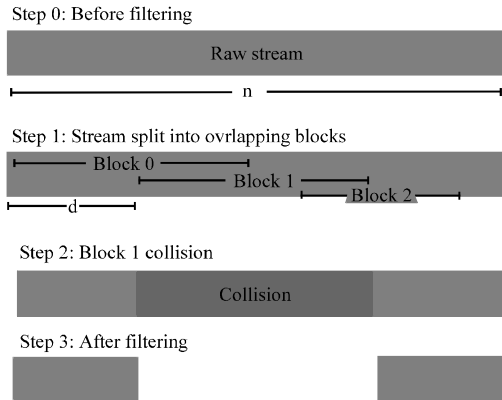 Step 0: Before filtering
Raw stream
n
Step 1: Stream split into ovrlapping blocks
Block 0
Block 1
Block 2
d
Step 2: Block 1 collision
Collision
Step 3: After filtering